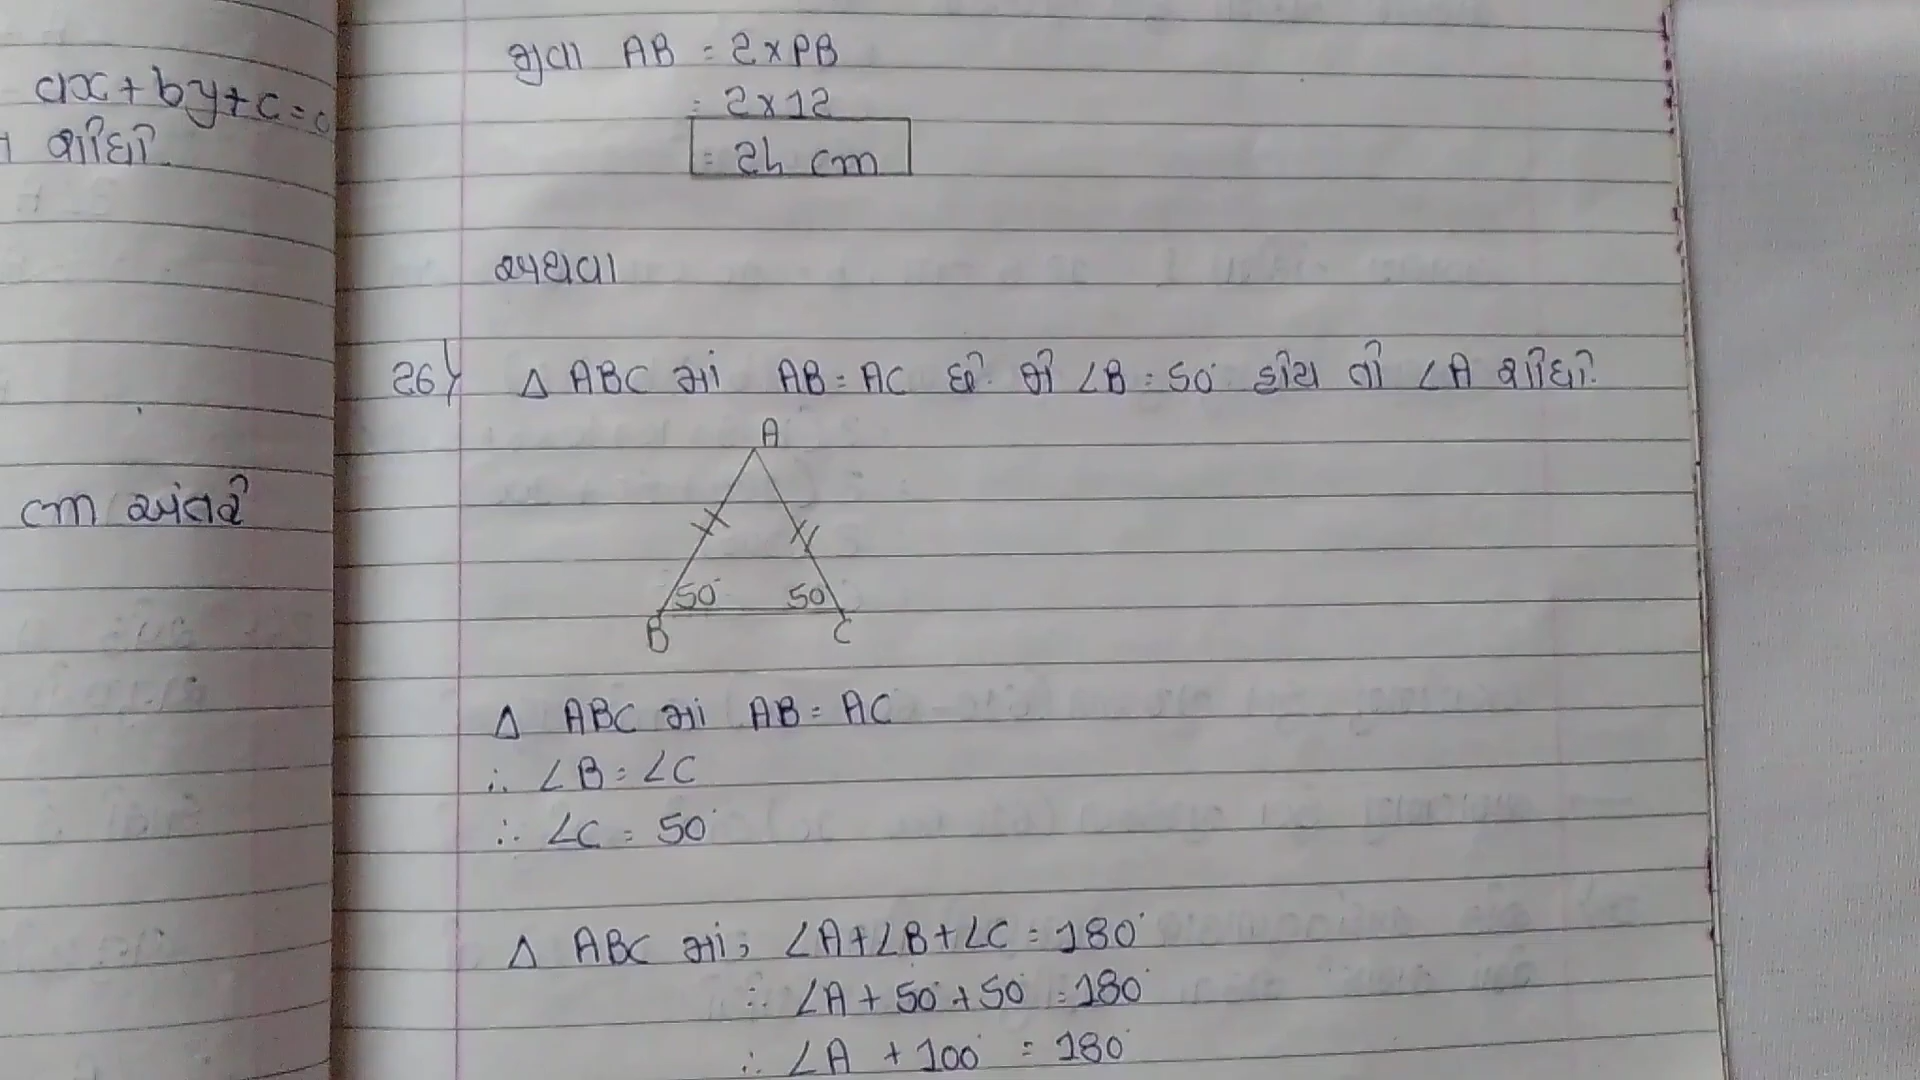 ax+by+c=0
શોધો.
cm અંતરે
જીવા AB = 2×PB
= 2×12
= 24 cm
અથવા
26) △ ABC માં AB = AC છે. જો ∠B = 50° હોય તો ∠A શોધો.
A
50° 50°
B C
△ ABC માં AB = AC
∴ ∠B = ∠C
∴ ∠C = 50°
△ ABC માં, ∠A+∠B+∠C = 180°
∴ ∠A + 50° + 50° = 180°
∴ ∠A + 100° = 180°